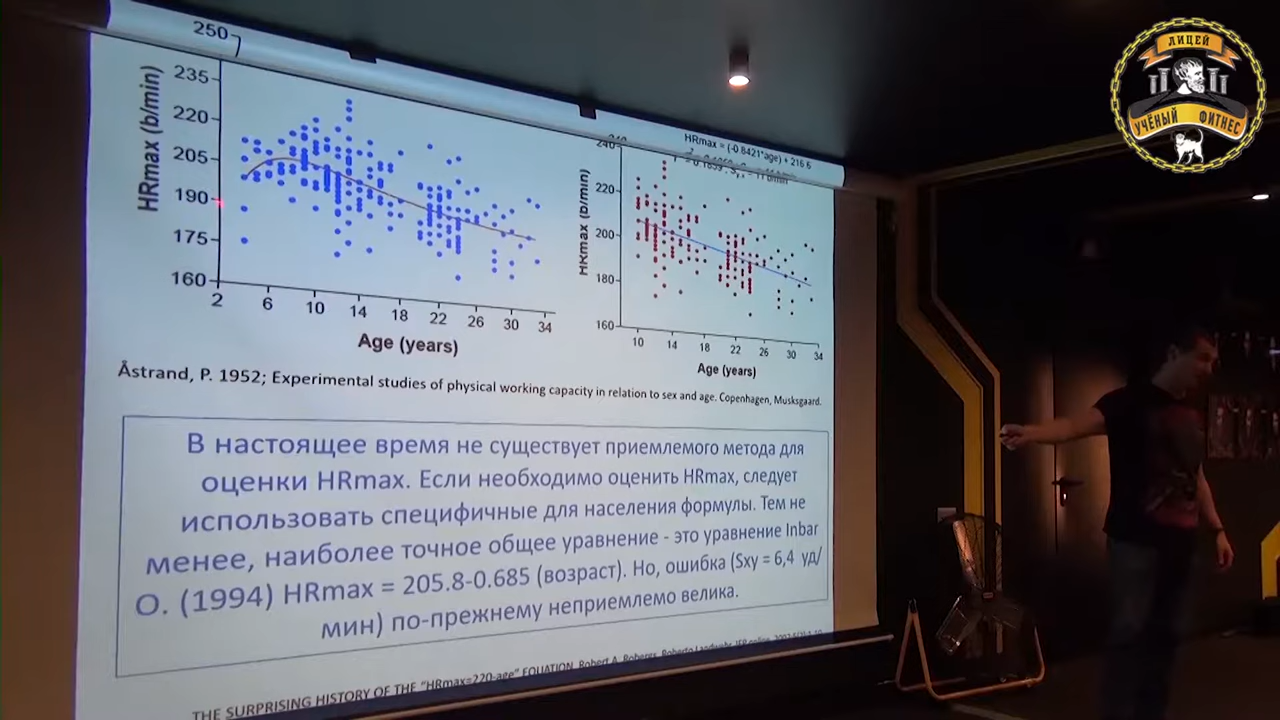 250
235
220
205
190
175
160
HRmax (b/min)
2 6 10 14 18 22 26 30 34
Age (years)
HRmax = (-0.8421*age) + 216.6
240
220
200
180
160
HRmax (b/min)
10 14 18 22 26 30 34
Age (years)
Åstrand, P. 1952; Experimental studies of physical working capacity in relation to sex and age. Copenhagen, Musksgaard.
В настоящее время не существует приемлемого метода для
оценки HRmax. Если необходимо оценить HRmax, следует
использовать специфичные для населения формулы. Тем не
менее, наиболее точное общее уравнение - это уравнение Inbar
O. (1994) HRmax = 205.8-0.685 (возраст). Но, ошибка (Sxy = 6,4 уд/
мин) по-прежнему неприемлемо велика.
THE SURPRISING HISTORY OF THE "HRmax=220-age" EQUATION. Robert A. Robergs, Roberto Landwehr
ЛИЦЕЙ
УЧЁНЫЙ ФИТНЕС